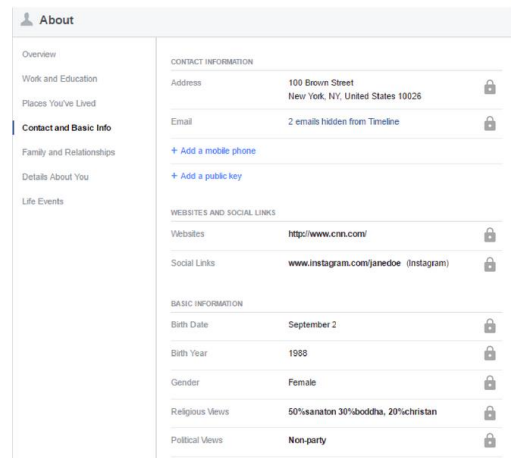 About
Overview
Work and Education
Places You've Lived
Contact and Basic Info
Family and Relationships
Details About You
Life Events
CONTACT INFORMATION
Address 100 Brown Street
New York, NY, United States 10026
Email 2 emails hidden from Timeline
+ Add a mobile phone
+ Add a public key
WEBSITES AND SOCIAL LINKS
Websites http://www.cnn.com/
Social Links www.instagram.com/janedoe (Instagram)
BASIC INFORMATION
Birth Date September 2
Birth Year 1988
Gender Female
Religious Views 50%sanaton 30%boddha, 20%christan
Political Views Non-party